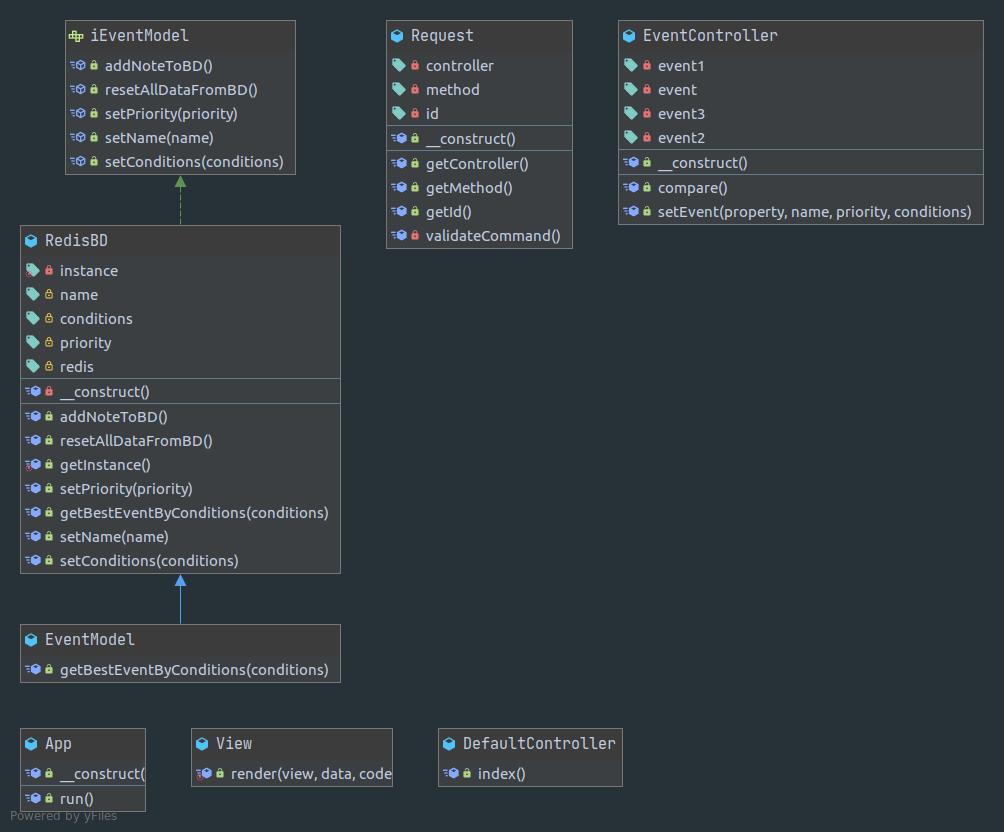 iEventModel
addNoteToBD()
resetAllDataFromBD()
setPriority(priority)
setName(name)
setConditions(conditions)
Request
controller
method
id
__construct()
getController()
getMethod()
getId()
validateCommand()
EventController
event1
event
event3
event2
__construct()
compare()
setEvent(property, name, priority, conditions)
RedisBD
instance
name
conditions
priority
redis
__construct()
addNoteToBD()
resetAllDataFromBD()
getInstance()
setPriority(priority)
getBestEventByConditions(conditions)
setName(name)
setConditions(conditions)
EventModel
getBestEventByConditions(conditions)
App
__construct(
run()
View
render(view, data, code
DefaultController
index()
Powered by yFiles